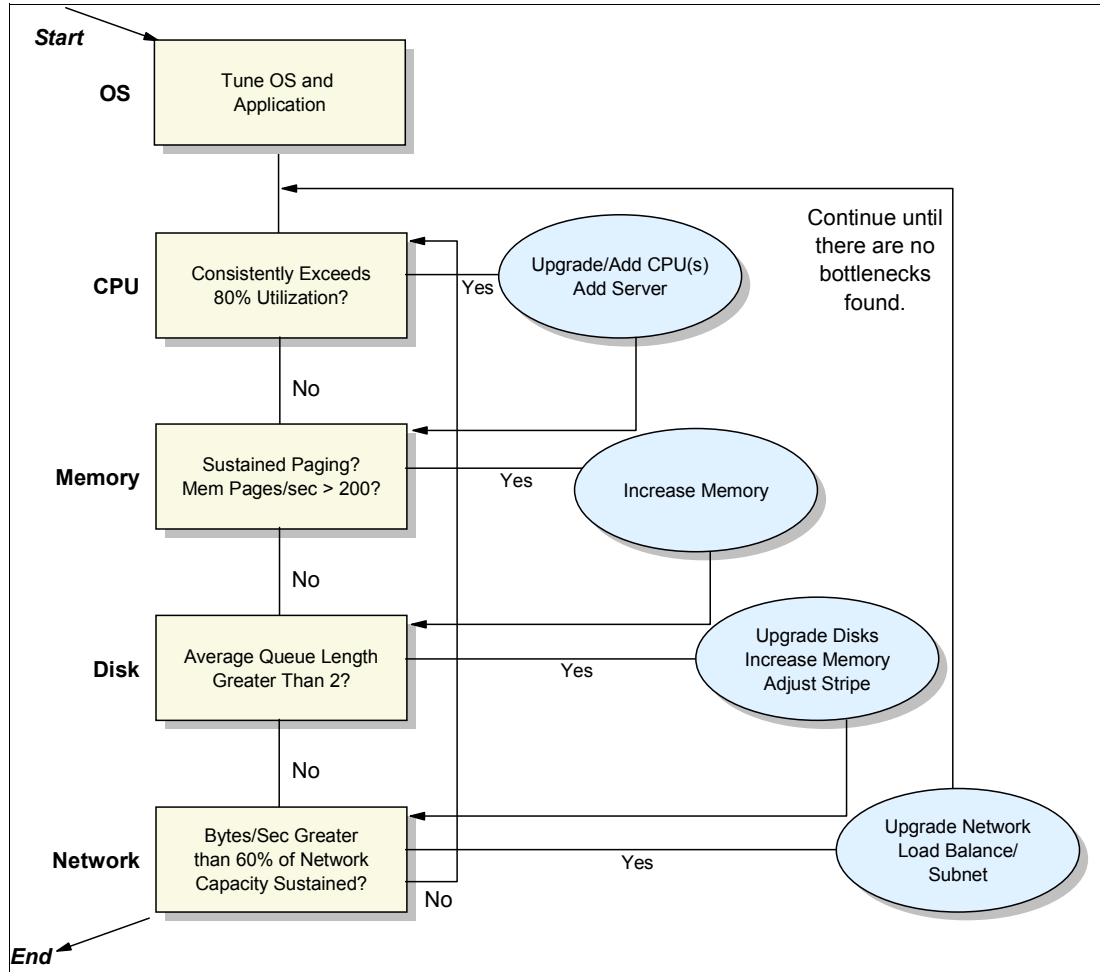 Start
OS
Tune OS and
Application
Continue until
there are no
bottlenecks
found.
CPU
Consistently Exceeds
80% Utilization?
Yes
Upgrade/Add CPU(s)
Add Server
No
Memory
Sustained Paging?
Mem Pages/sec > 200?
Yes
Increase Memory
No
Disk
Average Queue Length
Greater Than 2?
Yes
Upgrade Disks
Increase Memory
Adjust Stripe
No
Network
Bytes/Sec Greater
than 60% of Network
Capacity Sustained?
Yes
No
Upgrade Network
Load Balance/
Subnet
End